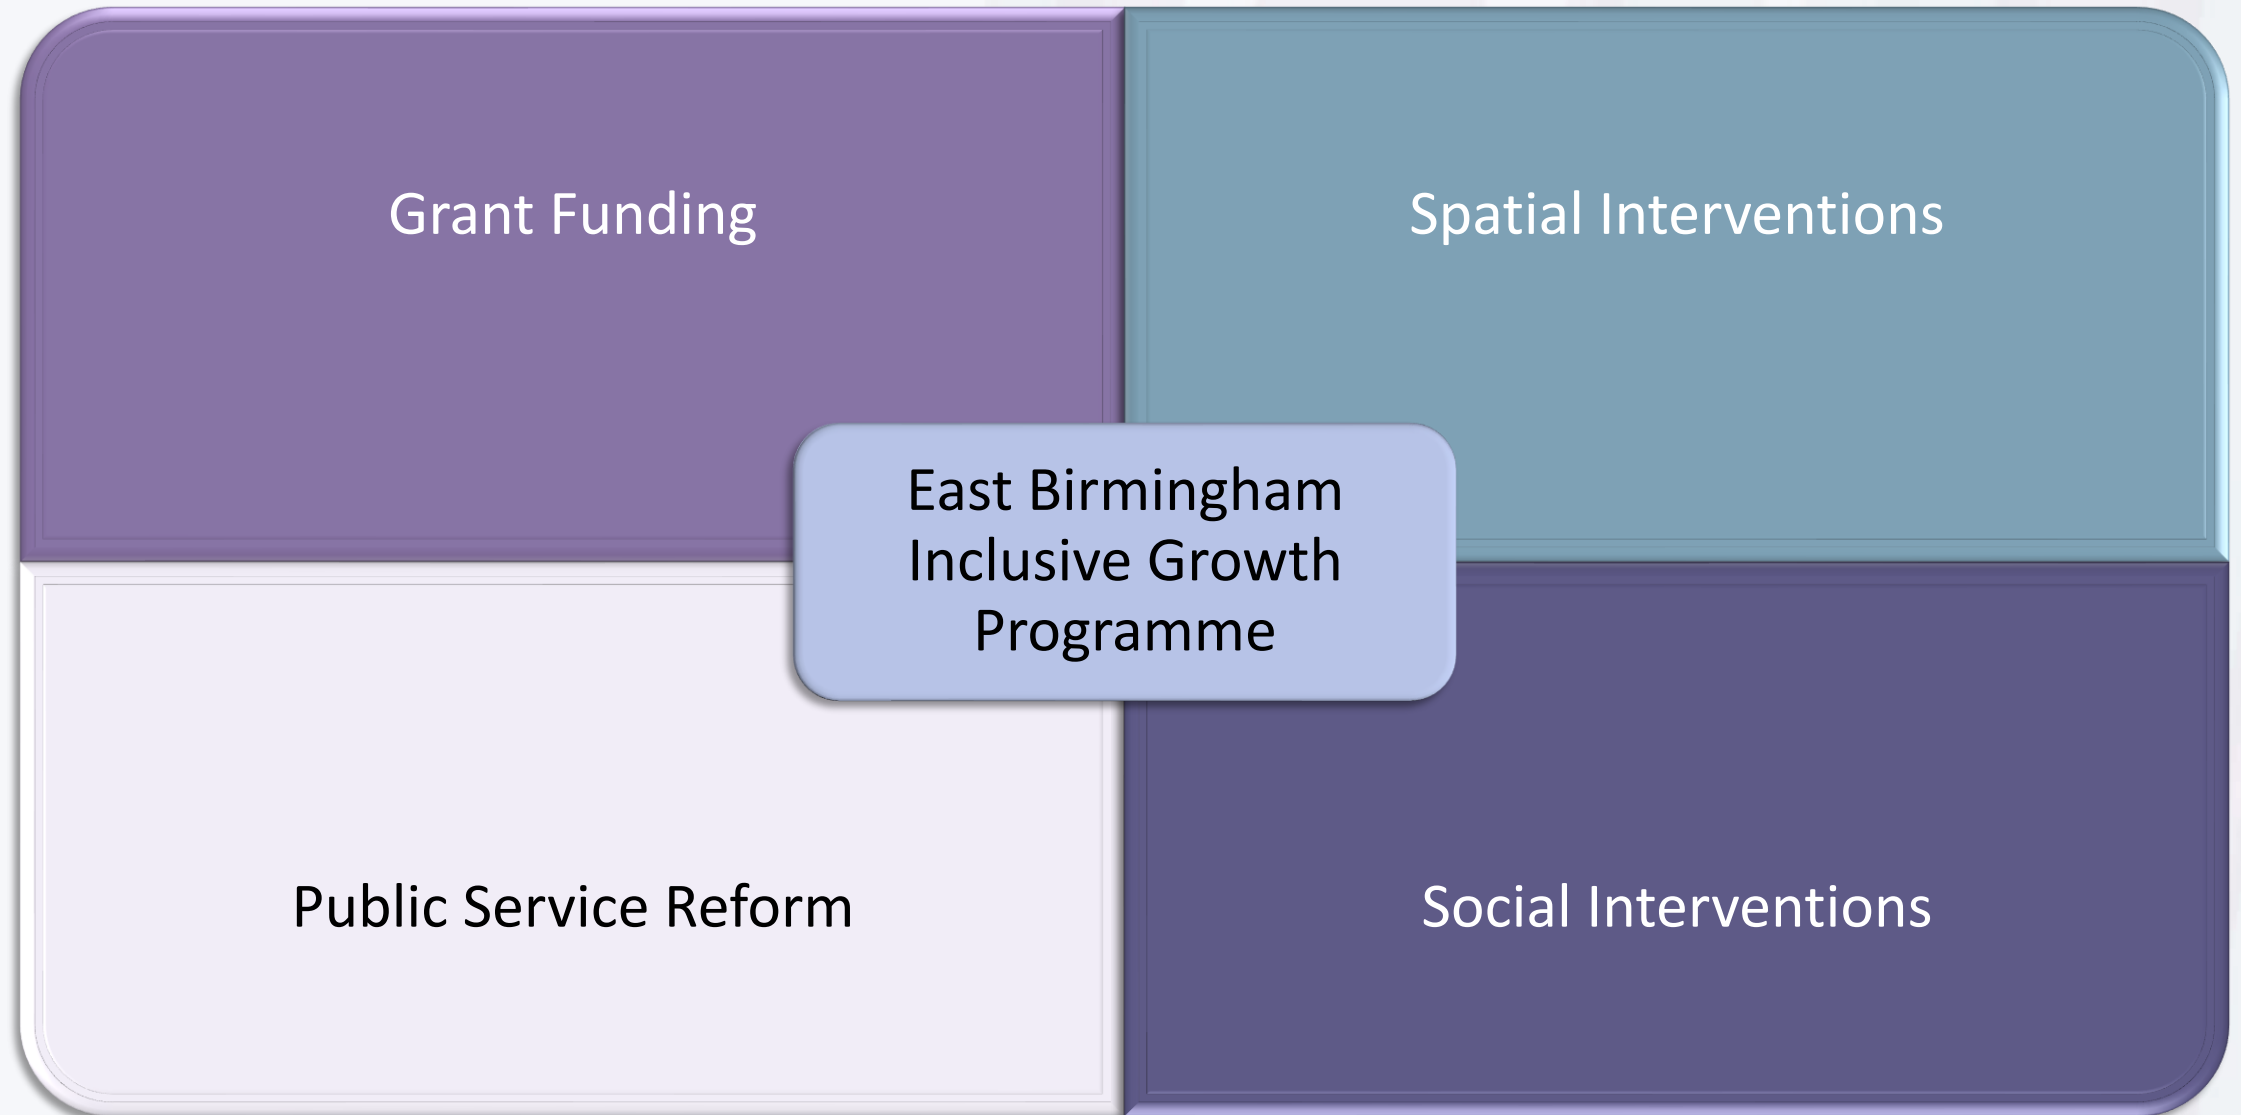 Grant Funding
Spatial Interventions
East Birmingham
Inclusive Growth
Programme
Public Service Reform
Social Interventions